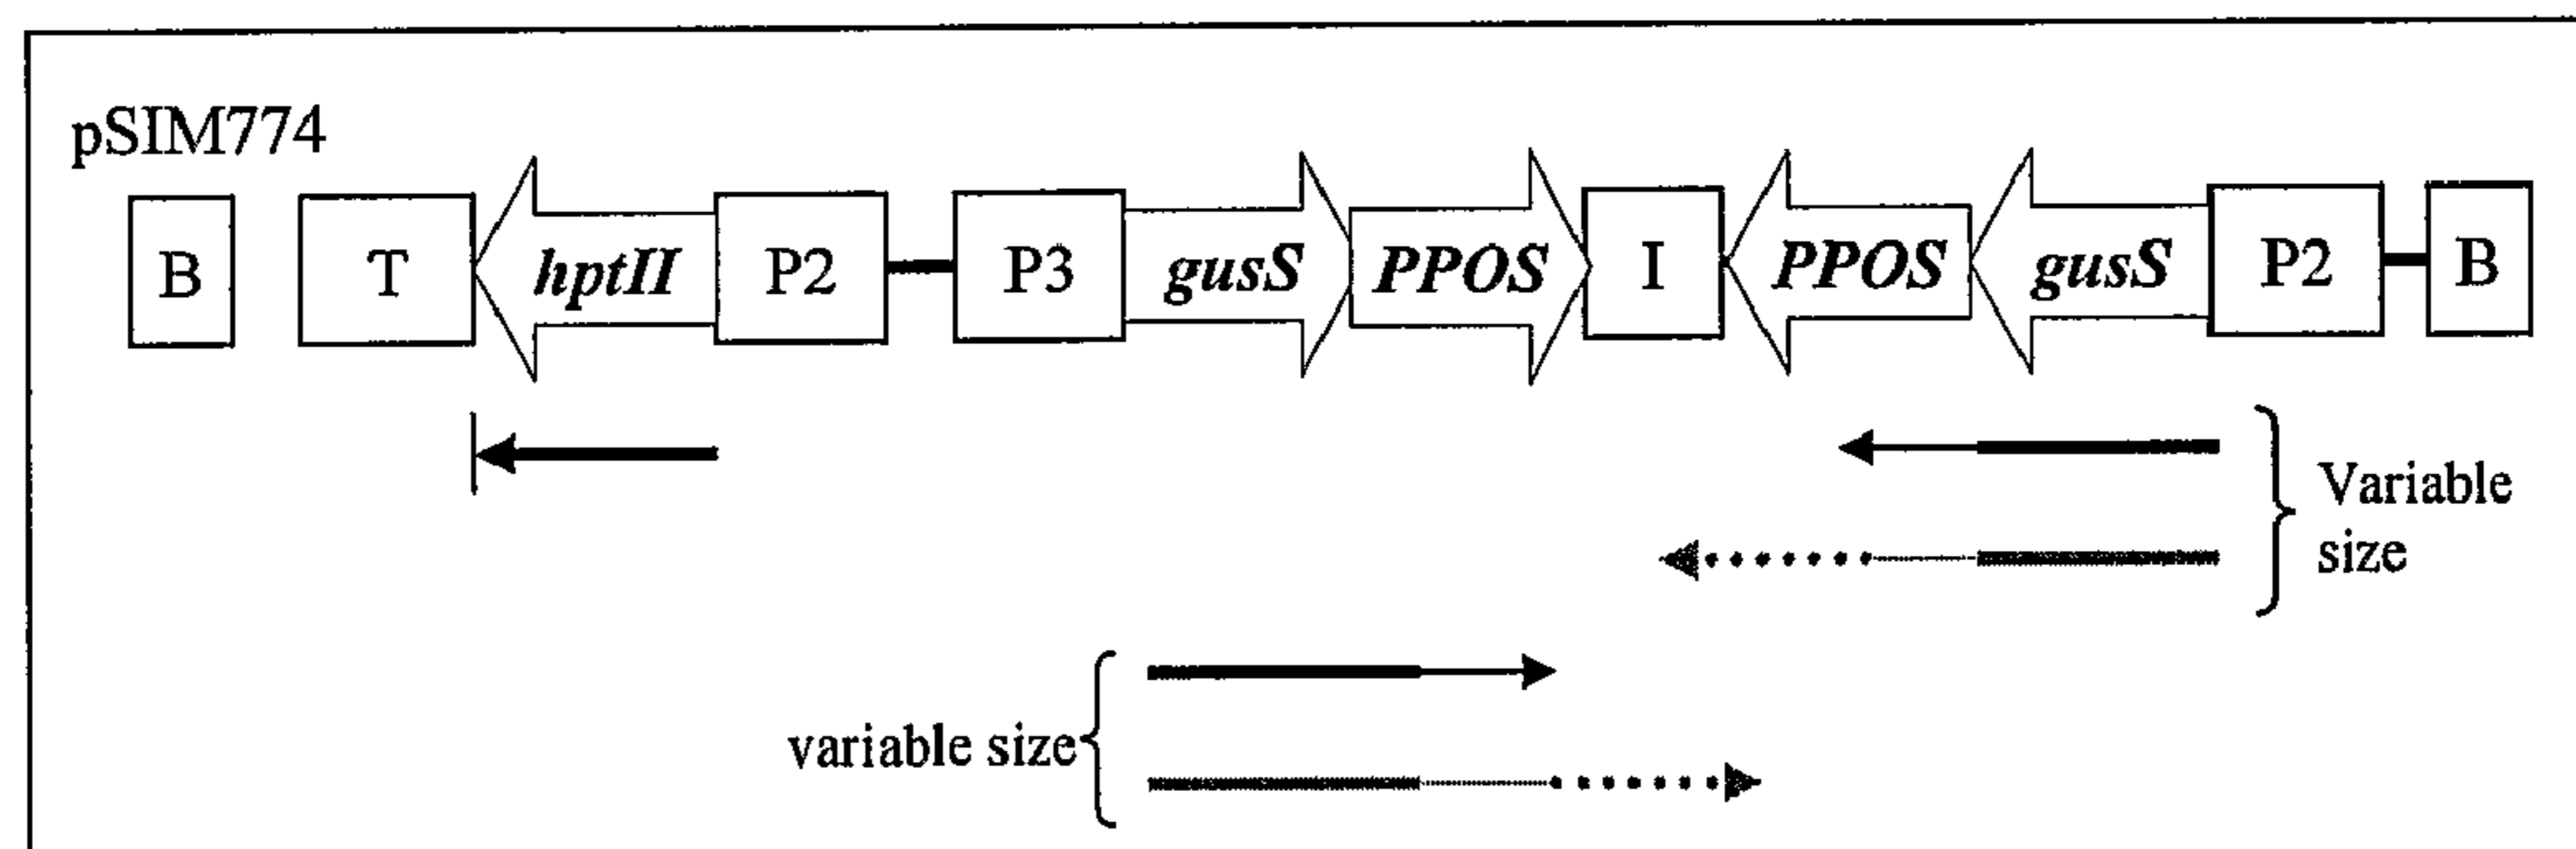 pSIM774
B T hptII P2 P3 gusS PPOS I PPOS gusS P2 B
Variable
size
variable size